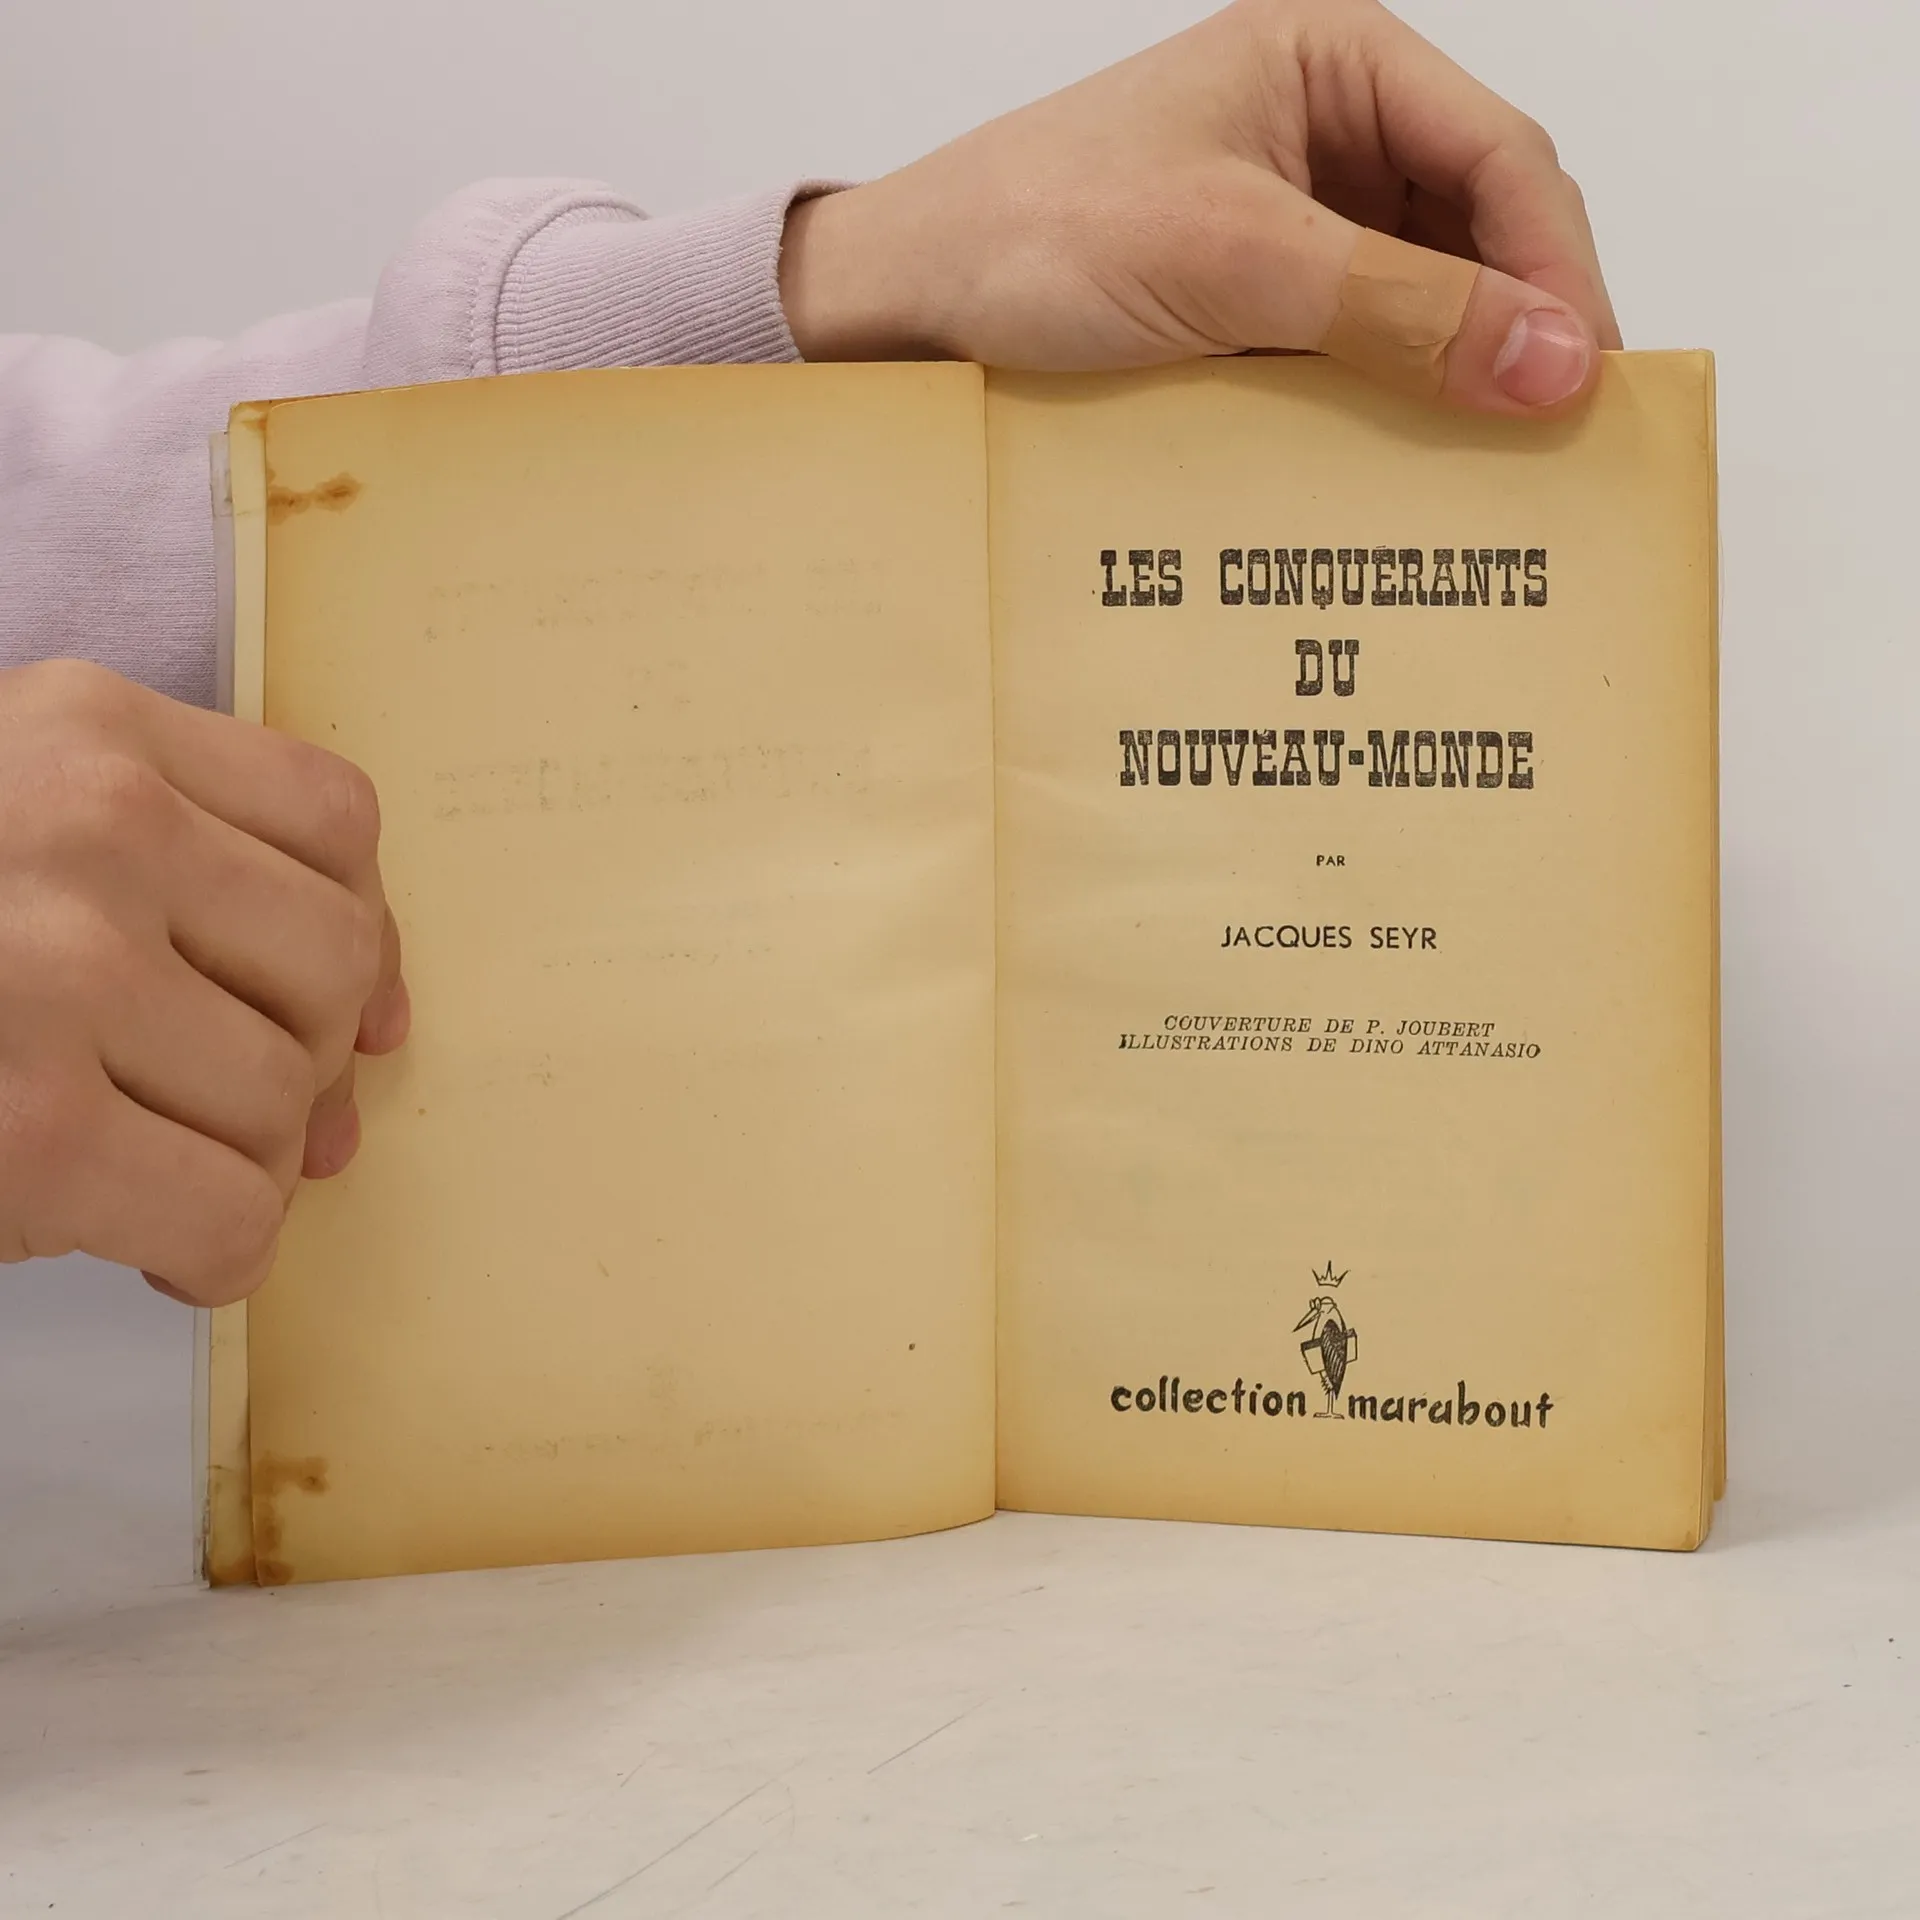 LES CONQUÉRANTS
DU
NOUVEAU-MONDE
PAR
JACQUES SEYR
COUVERTURE DE P. JOUBERT
ILLUSTRATIONS DE DINO ATTANASIO
collection marabout